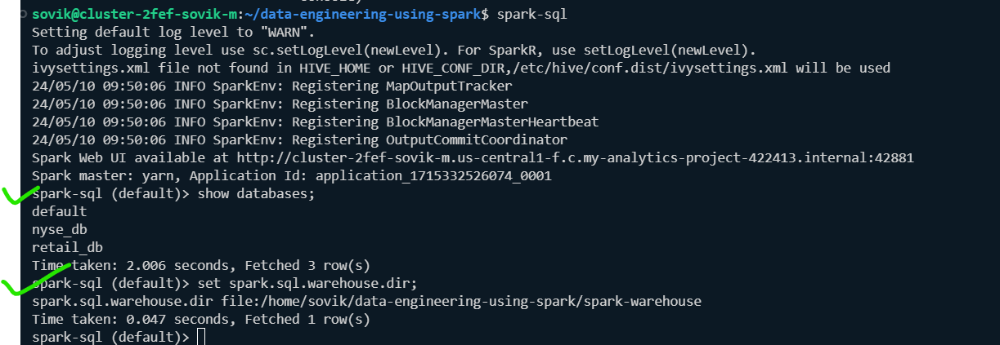 sovik@cluster-2fef-sovik-m:~/data-engineering-using-spark$ spark-sql
Setting default log level to "WARN".
To adjust logging level use sc.setLogLevel(newLevel). For SparkR, use setLogLevel(newLevel).
ivysettings.xml file not found in HIVE_HOME or HIVE_CONF_DIR,/etc/hive/conf.dist/ivysettings.xml will be used
24/05/10 09:50:06 INFO SparkEnv: Registering MapOutputTracker
24/05/10 09:50:06 INFO SparkEnv: Registering BlockManagerMaster
24/05/10 09:50:06 INFO SparkEnv: Registering BlockManagerMasterHeartbeat
24/05/10 09:50:06 INFO SparkEnv: Registering OutputCommitCoordinator
Spark Web UI available at http://cluster-2fef-sovik-m.us-central1-f.c.my-analytics-project-422413.internal:42881
Spark master: yarn, Application Id: application_1715332526074_0001
spark-sql (default)> show databases;
default
nyse_db
retail_db
Time taken: 2.006 seconds, Fetched 3 row(s)
spark-sql (default)> set spark.sql.warehouse.dir;
spark.sql.warehouse.dir file:/home/sovik/data-engineering-using-spark/spark-warehouse
Time taken: 0.047 seconds, Fetched 1 row(s)
spark-sql (default)>